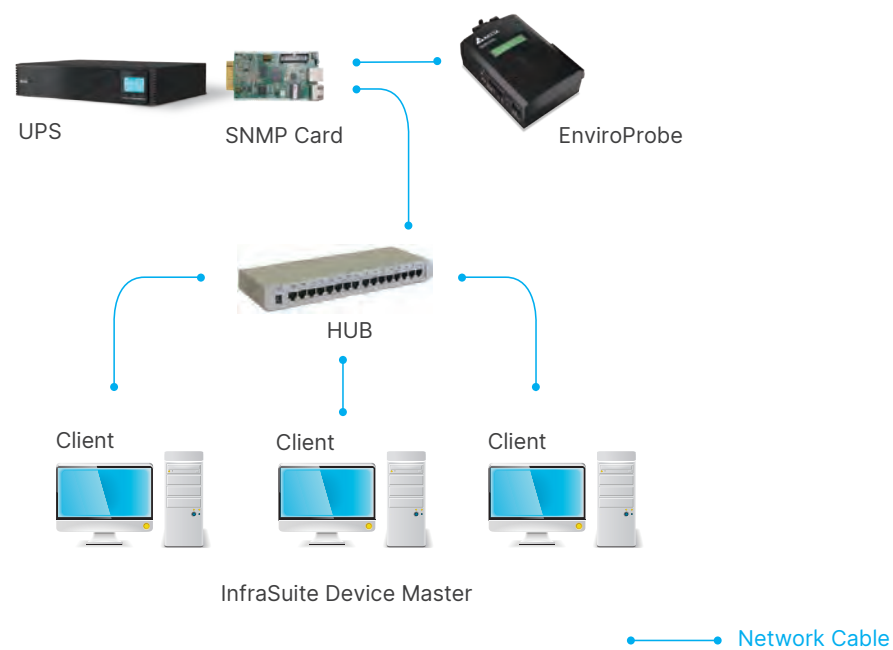 UPS
SNMP Card
EnviroProbe
HUB
Client
Client
Client
InfraSuite Device Master
Network Cable